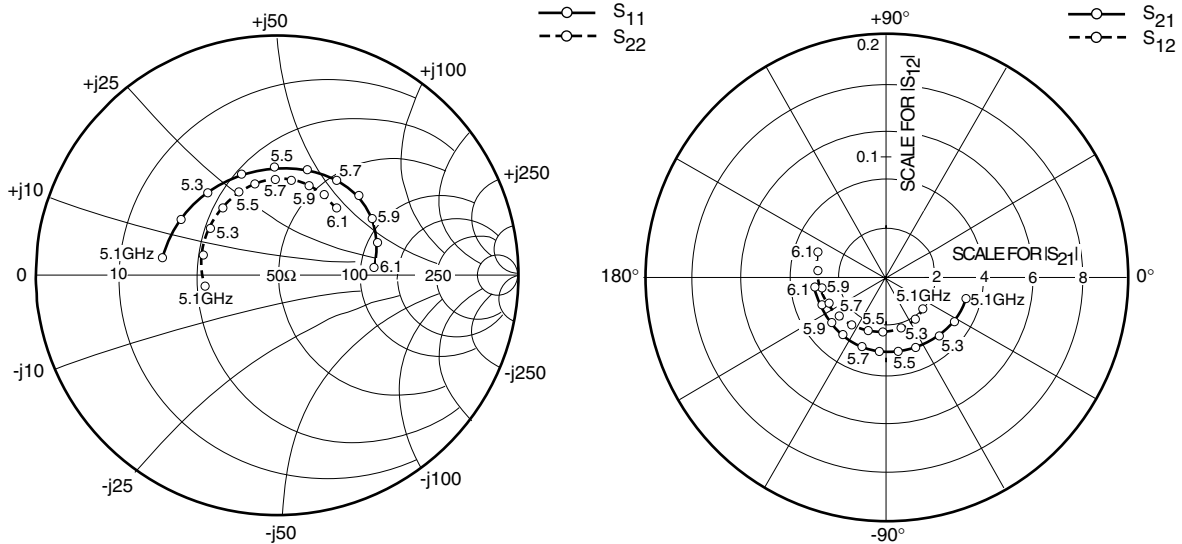 S11
S22
+j50
+j25
+j100
+j10
+j250
0
10
50Ω
100
250
-j10
-j250
-j25
-j100
-j50
5.1GHz
5.3
5.5
5.7
5.9
6.1
5.1GHz
5.3
5.5
5.7
5.9
6.1
S21
S12
+90°
0.2
0.1
SCALE FOR |S12|
SCALE FOR |S21|
180°
0°
2
4
6
8
-90°
5.1GHz
5.3
5.5
5.7
5.9
6.1
5.1GHz
5.3
5.5
5.7
5.9
6.1